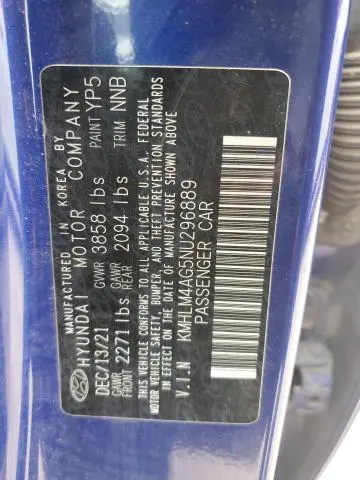 MANUFACTURED IN KOREA BY
HYUNDAI MOTOR COMPANY
DEC/13/21 GVWR 3858 lbs PAINT YP5
GAWR FRONT 2271 lbs GAWR REAR 2094 lbs TRIM NNB
THIS VEHICLE CONFORMS TO ALL APPLICABLE U.S.A. FEDERAL
MOTOR VEHICLE SAFETY, BUMPER, AND THEFT PREVENTION STANDARDS
IN EFFECT ON THE DATE OF MANUFACTURE SHOWN ABOVE
V.I.N KMHLM4AG5NU296889
PASSENGER CAR